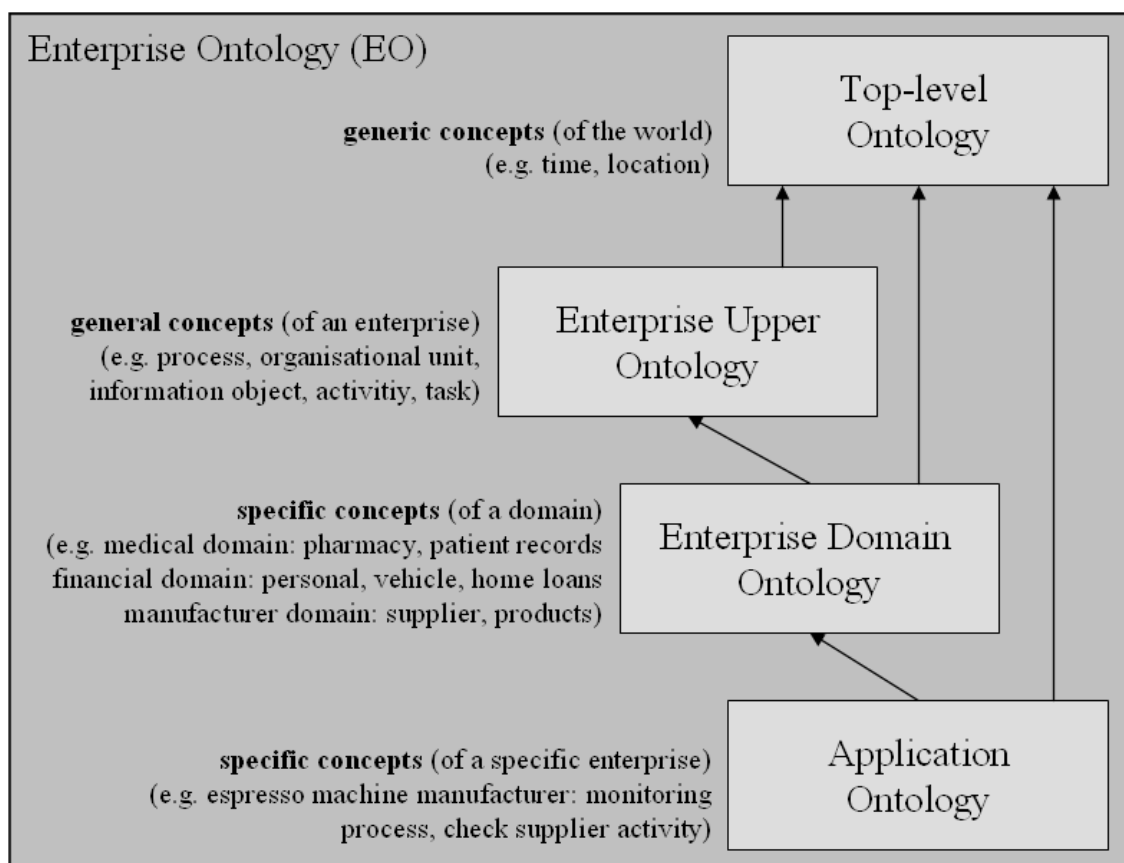 Enterprise Ontology (EO)
Top-level
Ontology
generic concepts (of the world)
(e.g. time, location)
Enterprise Upper
Ontology
general concepts (of an enterprise)
(e.g. process, organisational unit,
information object, activitiy, task)
Enterprise Domain
Ontology
specific concepts (of a domain)
(e.g. medical domain: pharmacy, patient records
financial domain: personal, vehicle, home loans
manufacturer domain: supplier, products)
Application
Ontology
specific concepts (of a specific enterprise)
(e.g. espresso machine manufacturer: monitoring
process, check supplier activity)